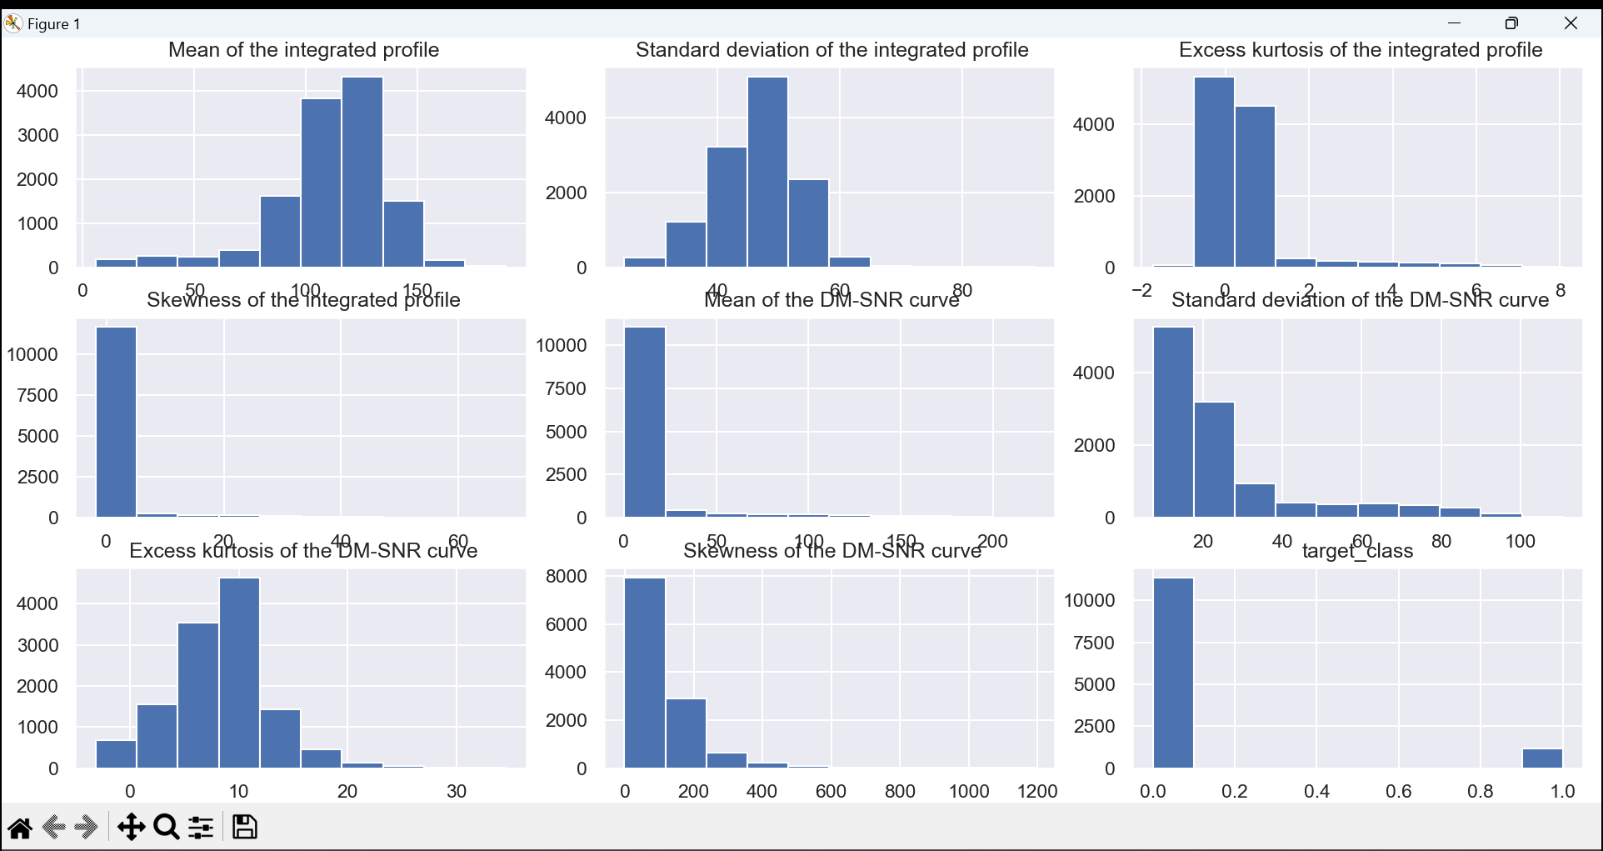 Figure 1
Mean of the integrated profile
4000
3000
2000
1000
0
0 50 100 150
Standard deviation of the integrated profile
4000
2000
0
40 60 80
Excess kurtosis of the integrated profile
4000
2000
0
−2 0 2 4 6 8
Skewness of the integrated profile
10000
7500
5000
2500
0
0 20 40 60
Mean of the DM-SNR curve
10000
7500
5000
2500
0
0 50 100 150 200
Standard deviation of the DM-SNR curve
4000
2000
0
20 40 60 80 100
Excess kurtosis of the DM-SNR curve
4000
3000
2000
1000
0
0 10 20 30
Skewness of the DM-SNR curve
8000
6000
4000
2000
0
0 200 400 600 800 1000 1200
target_class
10000
7500
5000
2500
0
0.0 0.2 0.4 0.6 0.8 1.0